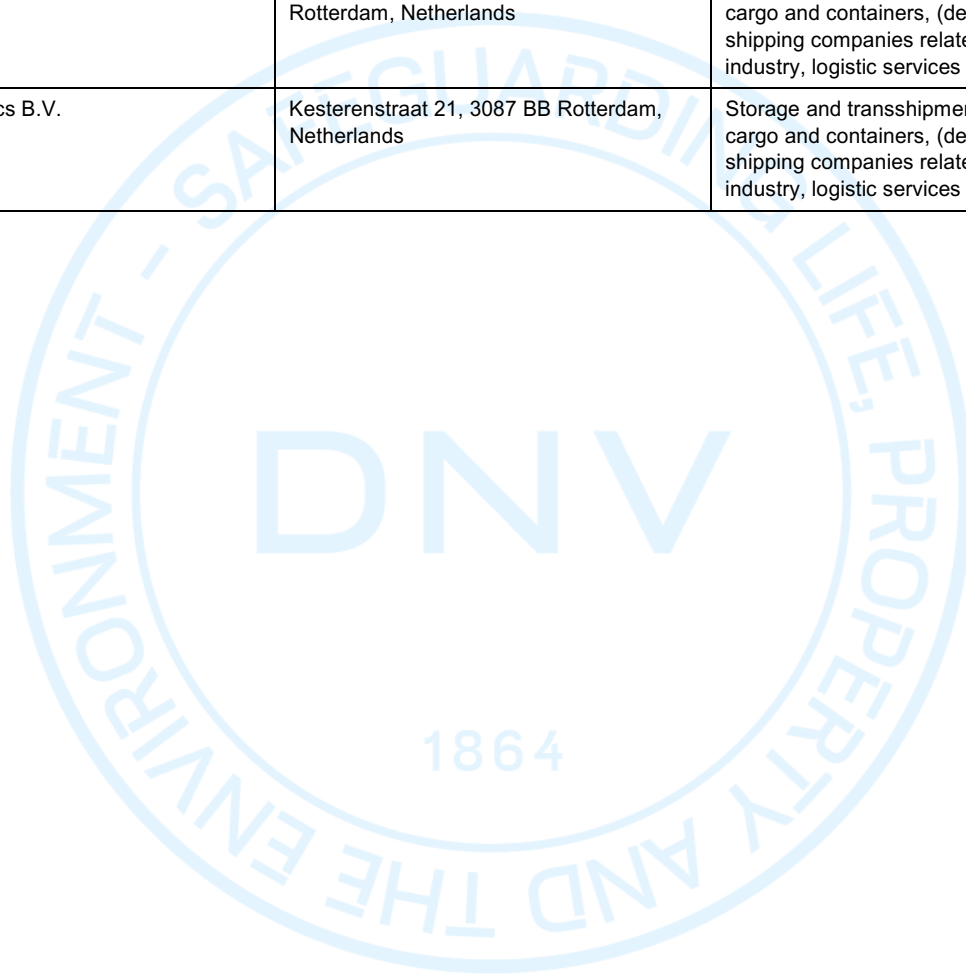 Rotterdam, Netherlands
cargo and containers, (de
shipping companies relate
industry, logistic services
cs B.V.
Kesterenstraat 21, 3087 BB Rotterdam,
Netherlands
Storage and transshipmen
cargo and containers, (de
shipping companies relate
industry, logistic services
SAFEGUARDING LIFE, PROPERTY AND THE ENVIRONMENT -
DNV
1864